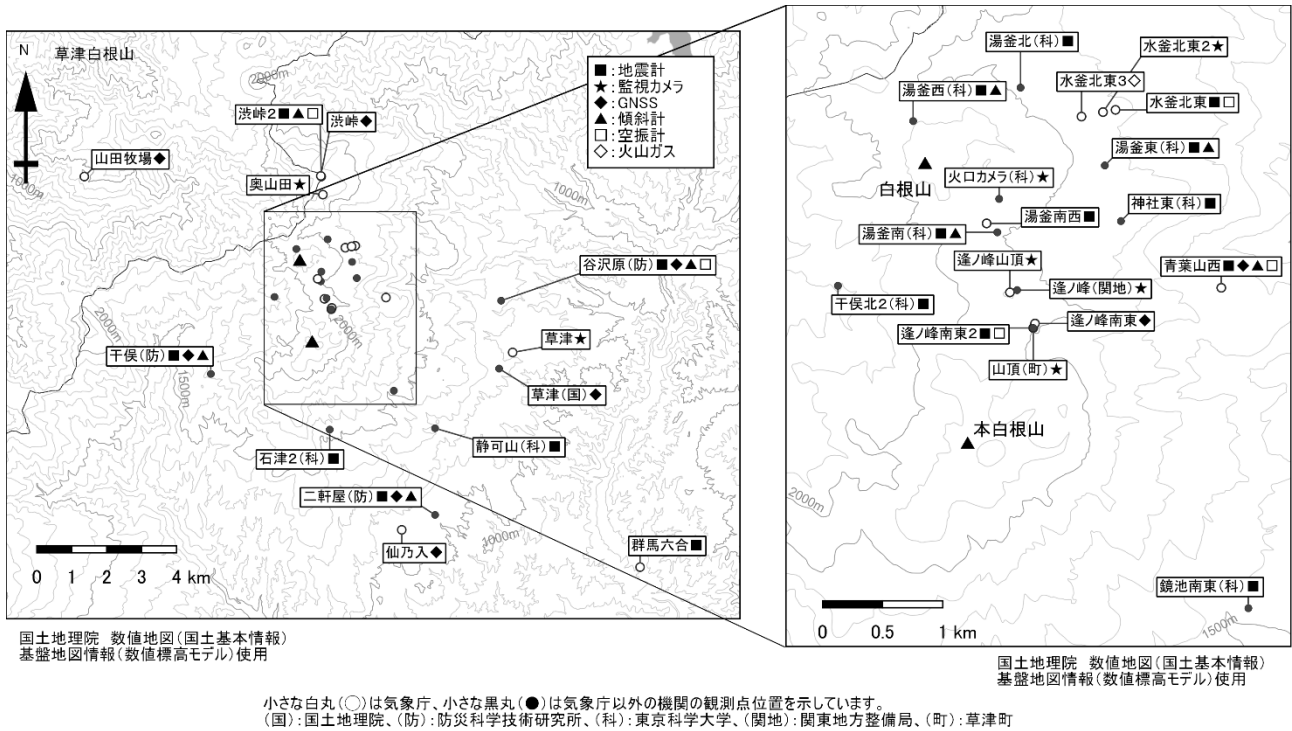 N
草津白根山
2000m
■：地震計
★：監視カメラ
◆：GNSS
▲：傾斜計
□：空振計
◇：火山ガス
渋峠2■▲□
渋峠◆
山田牧場◆
奥山田★
1000m
1000m
谷沢原(防)■◆▲□
2000m
2000m
草津★
干俣(防)■◆▲
1500m
草津(国)◆
静可山(科)■
石津2(科)■
二軒屋(防)■◆▲
1000m
仙乃入◆
群馬六合■
0 1 2 3 4 km
国土地理院 数値地図(国土基本情報)
基盤地図情報(数値標高モデル)使用
湯釜北(科)■
水釜北東2★
水釜北東3◇
湯釜西(科)■▲
水釜北東■□
湯釜東(科)■▲
白根山
火口カメラ(科)★
神社東(科)■
湯釜南西■
湯釜南(科)■▲
逢ノ峰山頂★
青葉山西■◆▲□
干俣北2(科)■
逢ノ峰(関地)★
逢ノ峰南東2■□
逢ノ峰南東◆
山頂(町)★
本白根山
2000m
鏡池南東(科)■
1500m
0 0.5 1 km
国土地理院 数値地図(国土基本情報)
基盤地図情報(数値標高モデル)使用
小さな白丸(○)は気象庁、小さな黒丸(●)は気象庁以外の機関の観測点位置を示しています。
(国)：国土地理院、(防)：防災科学技術研究所、(科)：東京科学大学、(関地)：関東地方整備局、(町)：草津町